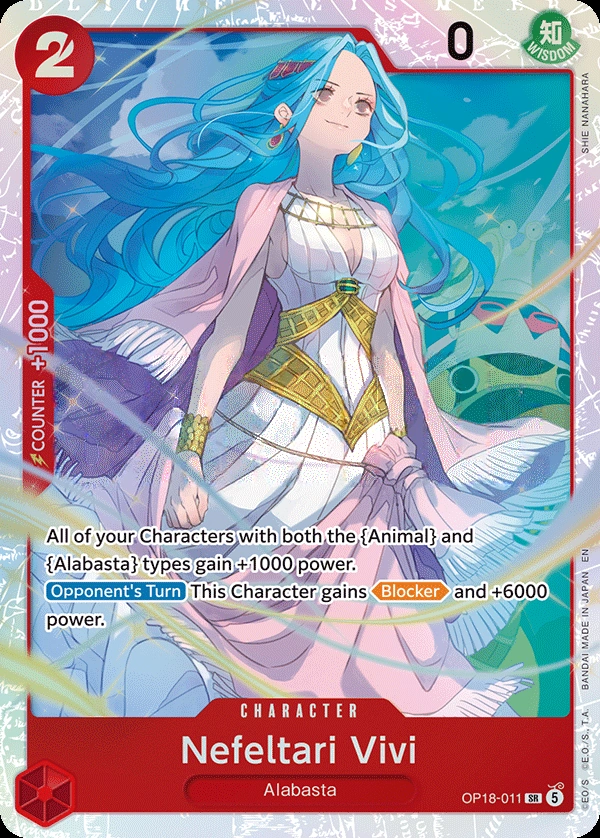 2
0
知
WISDOM
SHIE NANAHARA
COUNTER +1000
All of your Characters with both the {Animal} and
{Alabasta} types gain +1000 power.
Opponent's Turn This Character gains Blocker and +6000
power.
CHARACTER
Nefeltari Vivi
Alabasta
OP18-011 SR 5
©E.O./S., T.A. BANDAI MADE IN JAPAN EN